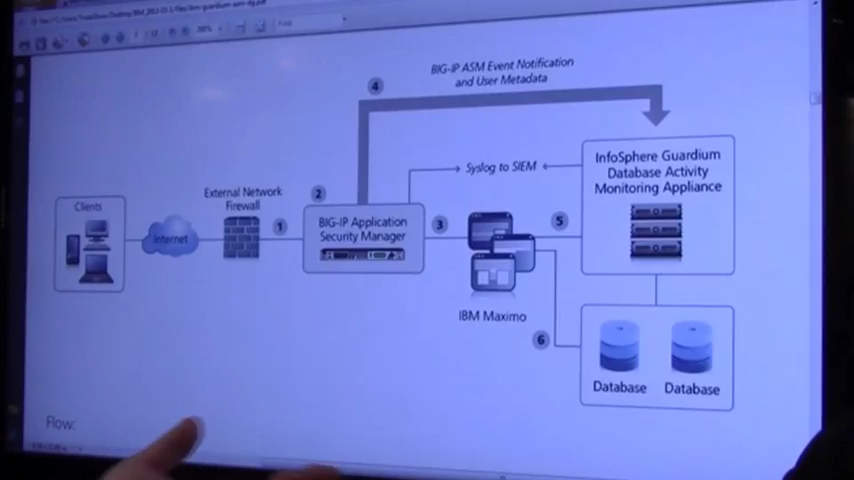 BIG-IP ASM Event Notification
and User Metadata
4
Syslog to SIEM
InfoSphere Guardium
Database Activity
Monitoring Appliance
Clients
Internet
External Network
Firewall
1
2
BIG-IP Application
Security Manager
3
5
IBM Maximo
6
Database
Database
Flow: